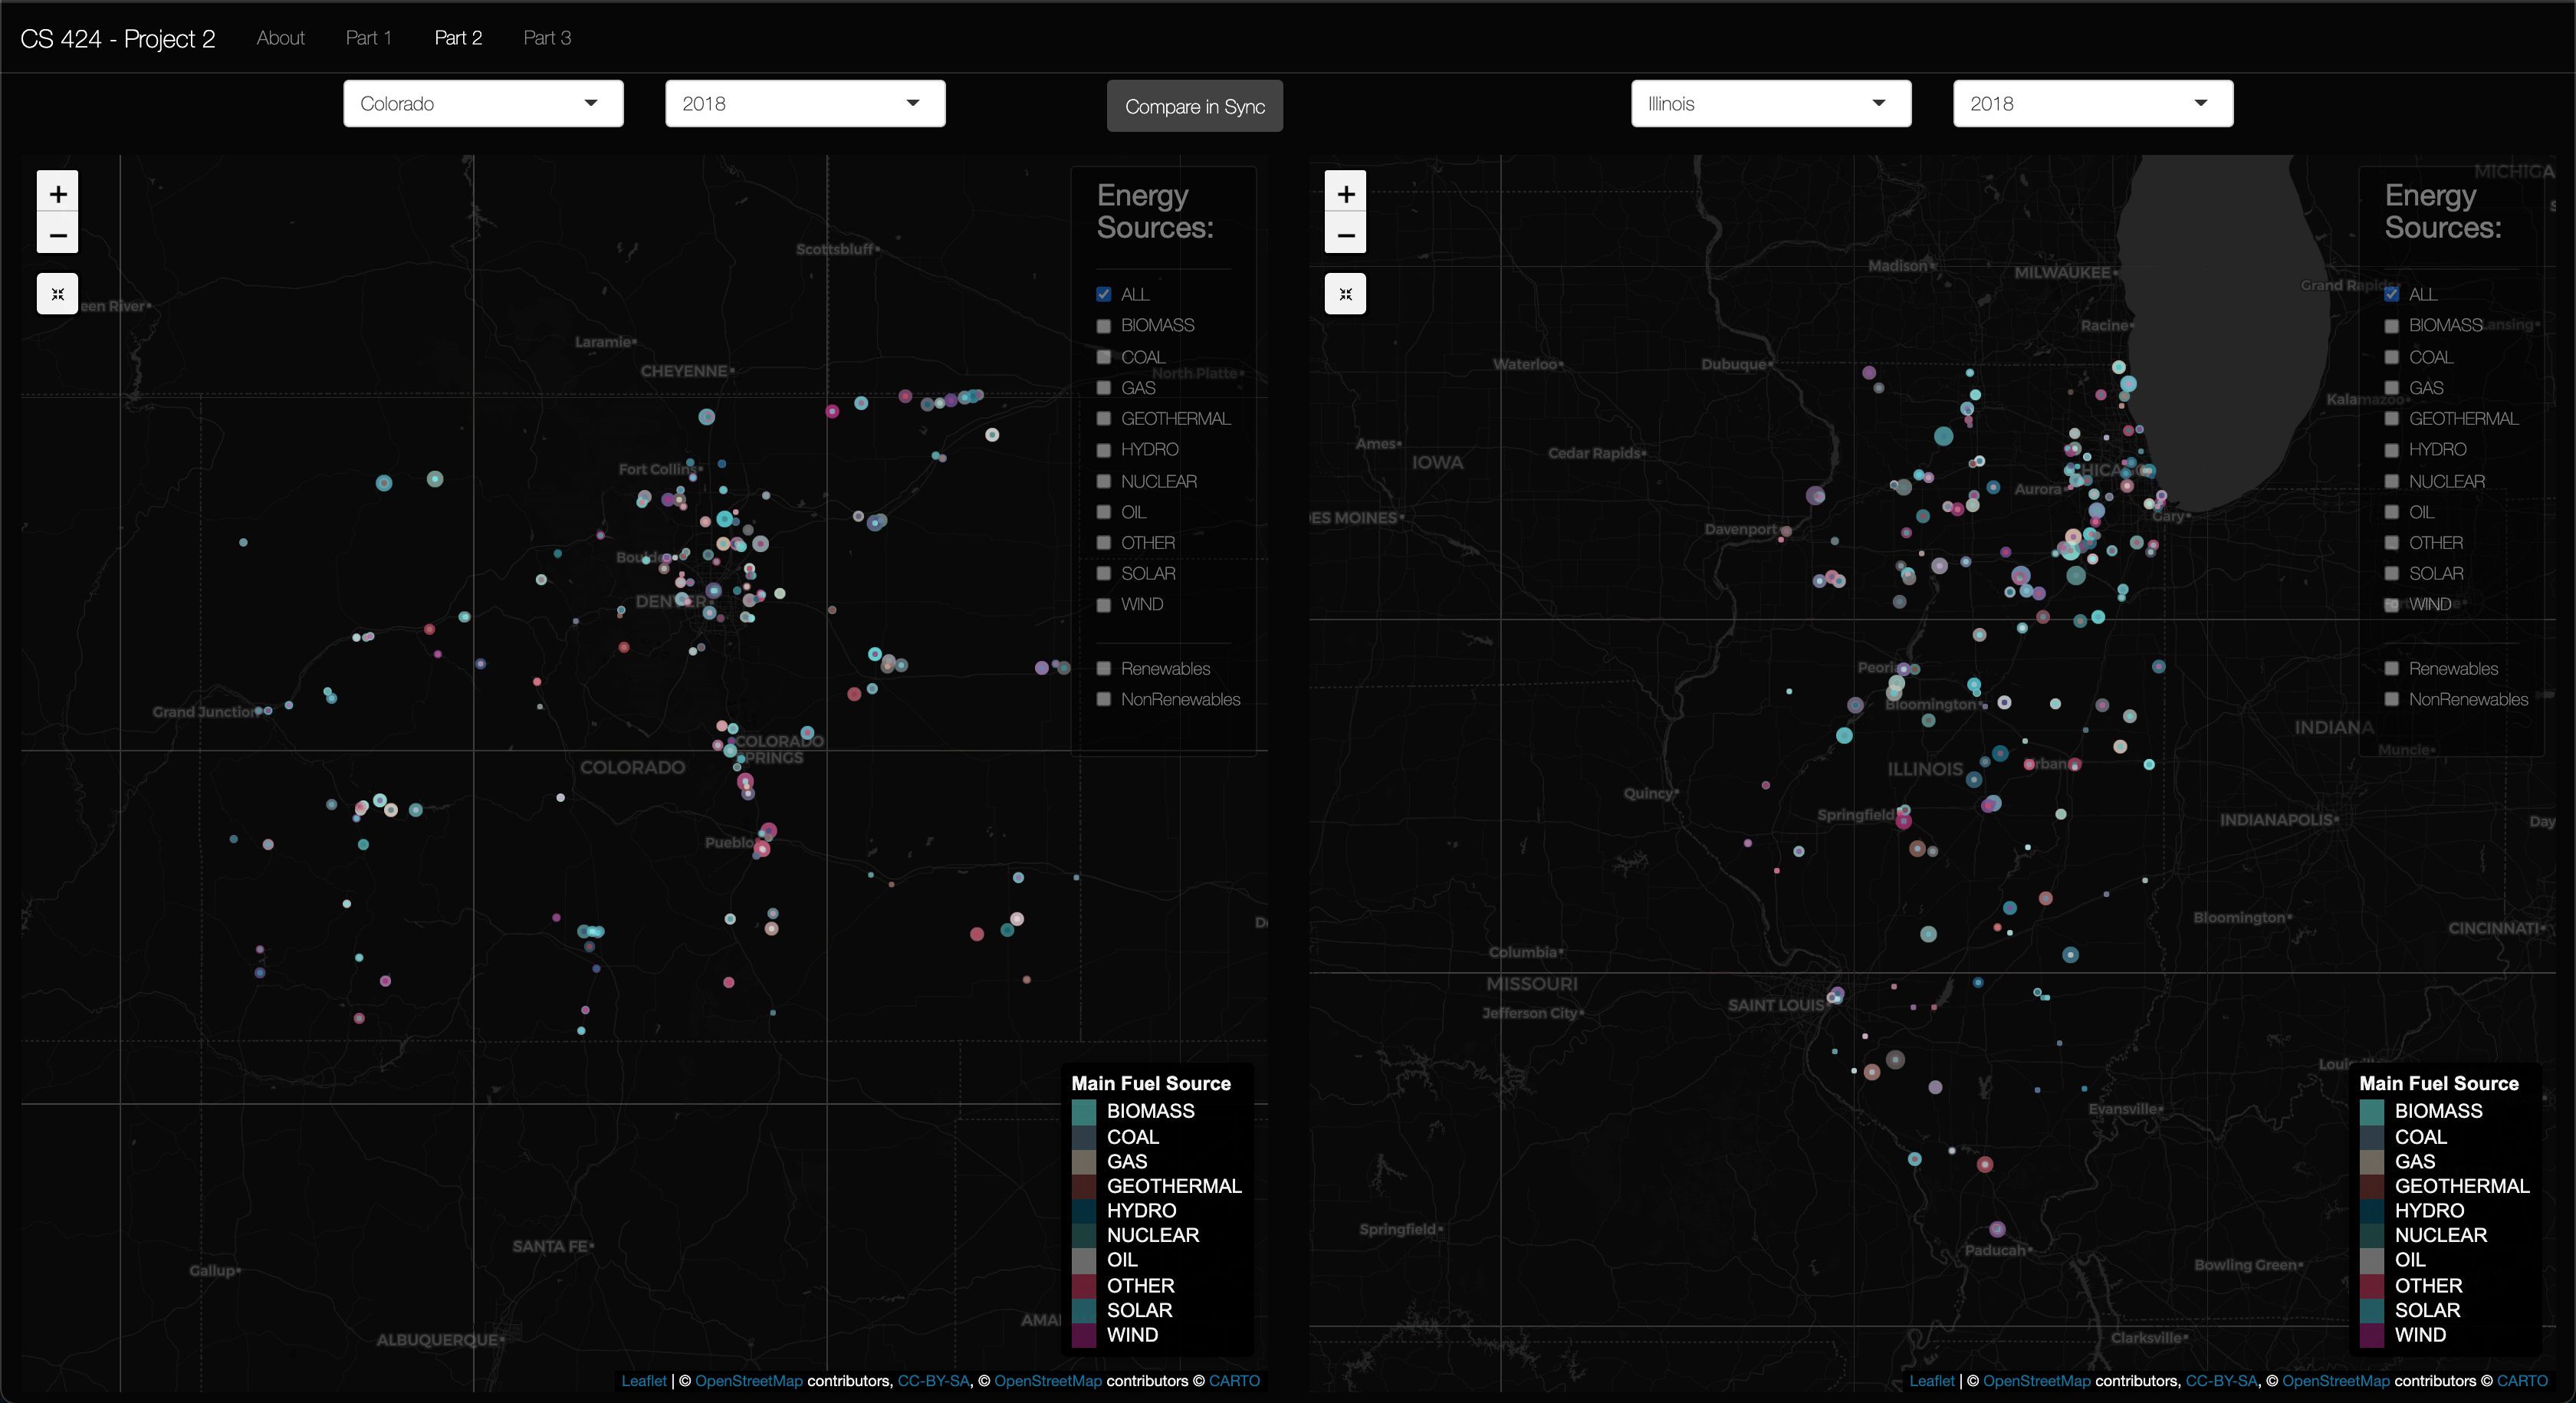 CS 424 - Project 2 About Part 1 Part 2 Part 3
Colorado 2018 Compare in Sync Illinois 2018
+
−
Energy
Sources:
ALL
BIOMASS
COAL
GAS
GEOTHERMAL
HYDRO
NUCLEAR
OIL
OTHER
SOLAR
WIND
Renewables
NonRenewables
Scottsbluff
een River
Laramie
CHEYENNE
North Platte
Fort Collins
DENVER
Grand Junction
COLORADO
SPRINGS
COLORADO
Pueblo
SANTA FE
Gallup
ALBUQUERQUE
AMA
Main Fuel Source
BIOMASS
COAL
GAS
GEOTHERMAL
HYDRO
NUCLEAR
OIL
OTHER
SOLAR
WIND
Leaflet | © OpenStreetMap contributors, CC-BY-SA, © OpenStreetMap contributors © CARTO
+
−
Energy
Sources:
ALL
BIOMASS
COAL
GAS
GEOTHERMAL
HYDRO
NUCLEAR
OIL
OTHER
SOLAR
WIND
Renewables
NonRenewables
MICHIGA
Madison
MILWAUKEE
Grand Rapids
Racine
Lansing
Waterloo
Dubuque
Kalamazoo
Ames
IOWA
Cedar Rapids
Aurora
DES MOINES
Davenport
Gary
Peoria
Bloomington
INDIANA
Muncie
ILLINOIS
Urbana
Quincy
Springfield
INDIANAPOLIS
Day
Bloomington
CINCINNATI
Columbia
MISSOURI
SAINT LOUIS
Jefferson City
Louisville
Evansville
Springfield
Paducah
Bowling Green
Clarksville
Main Fuel Source
BIOMASS
COAL
GAS
GEOTHERMAL
HYDRO
NUCLEAR
OIL
OTHER
SOLAR
WIND
Leaflet | © OpenStreetMap contributors, CC-BY-SA, © OpenStreetMap contributors © CARTO